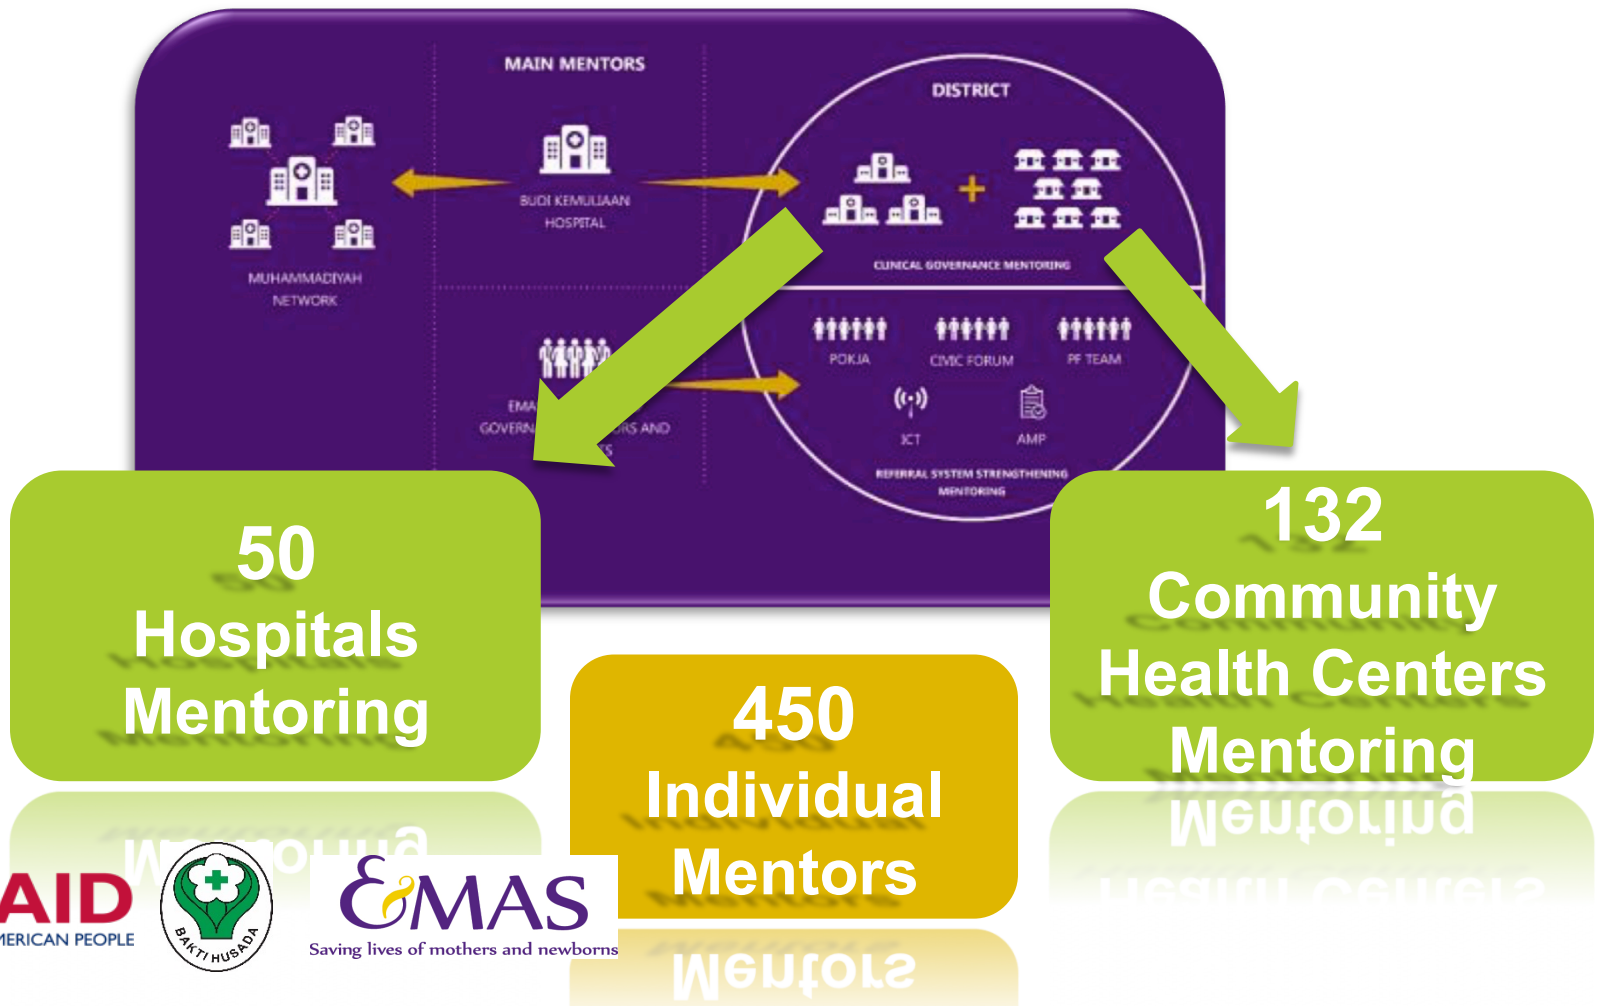 MAIN MENTORS
DISTRICT
BUDI KEMULIAAN
HOSPITAL
MUHAMMADIYAH
NETWORK
CLINICAL GOVERNANCE MENTORING
POKJA
CIVIC FORUM
PF TEAM
AND
ICT
AMP
REFERRAL SYSTEM STRENGTHENING
MENTORING
50
Hospitals
Mentoring
450
Individual
Mentors
132
Community
Health Centers
Mentoring
AID
MERICAN PEOPLE
BAKTI HUSADA
EMAS
Saving lives of mothers and newborns